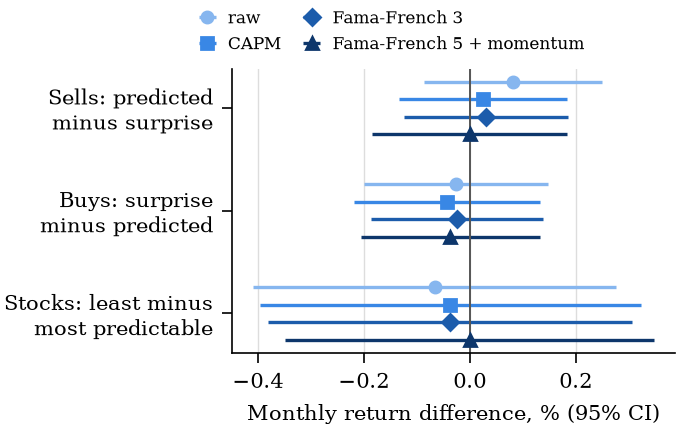 raw
CAPM
Fama-French 3
Fama-French 5 + momentum
Sells: predicted
minus surprise
Buys: surprise
minus predicted
Stocks: least minus
most predictable
−0.4 −0.2 0.0 0.2
Monthly return difference, % (95% CI)